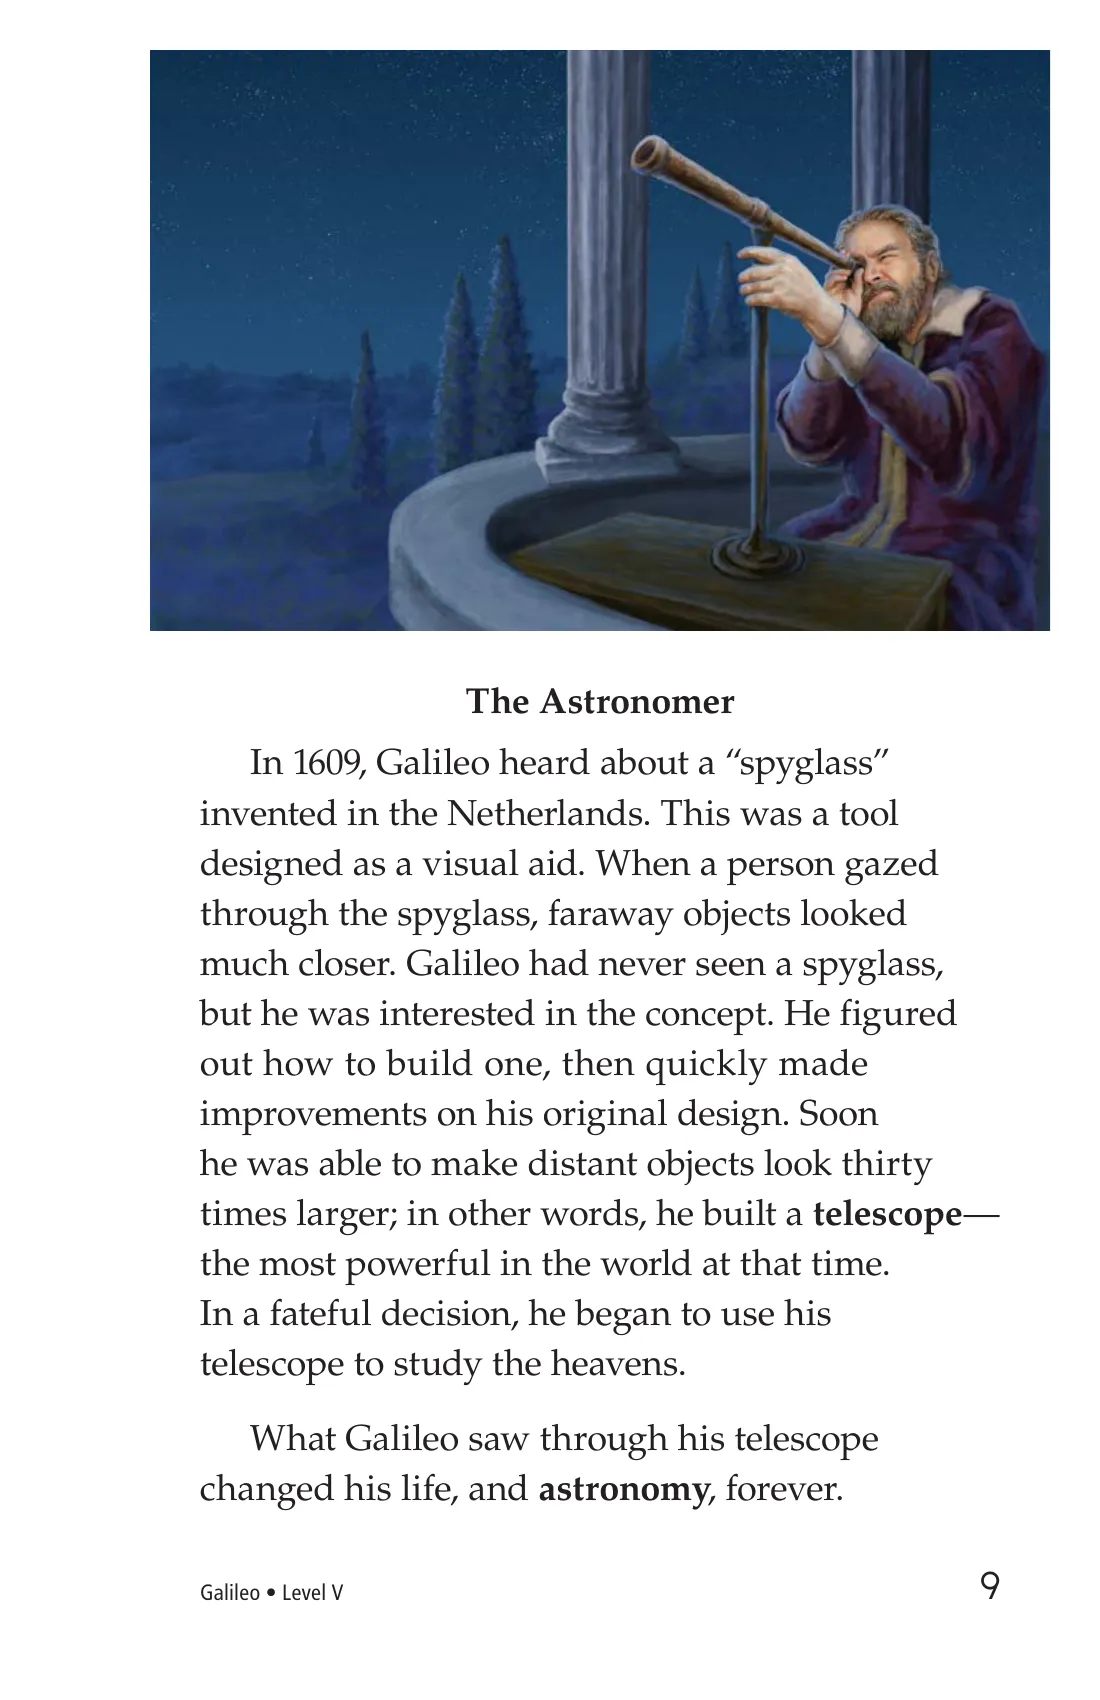 The Astronomer
In 1609, Galileo heard about a “spyglass”
invented in the Netherlands. This was a tool
designed as a visual aid. When a person gazed
through the spyglass, faraway objects looked
much closer. Galileo had never seen a spyglass,
but he was interested in the concept. He figured
out how to build one, then quickly made
improvements on his original design. Soon
he was able to make distant objects look thirty
times larger; in other words, he built a telescope—
the most powerful in the world at that time.
In a fateful decision, he began to use his
telescope to study the heavens.
What Galileo saw through his telescope
changed his life, and astronomy, forever.
Galileo • Level V
9